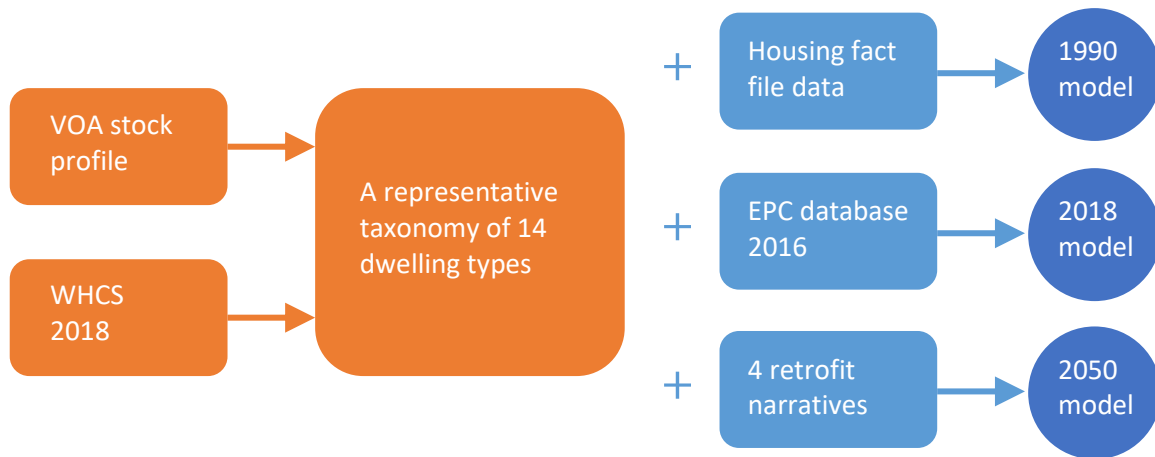 VOA stock
profile
WHCS
2018
A representative
taxonomy of 14
dwelling types
+
Housing fact
file data
1990
model
+
EPC database
2016
2018
model
+
4 retrofit
narratives
2050
model